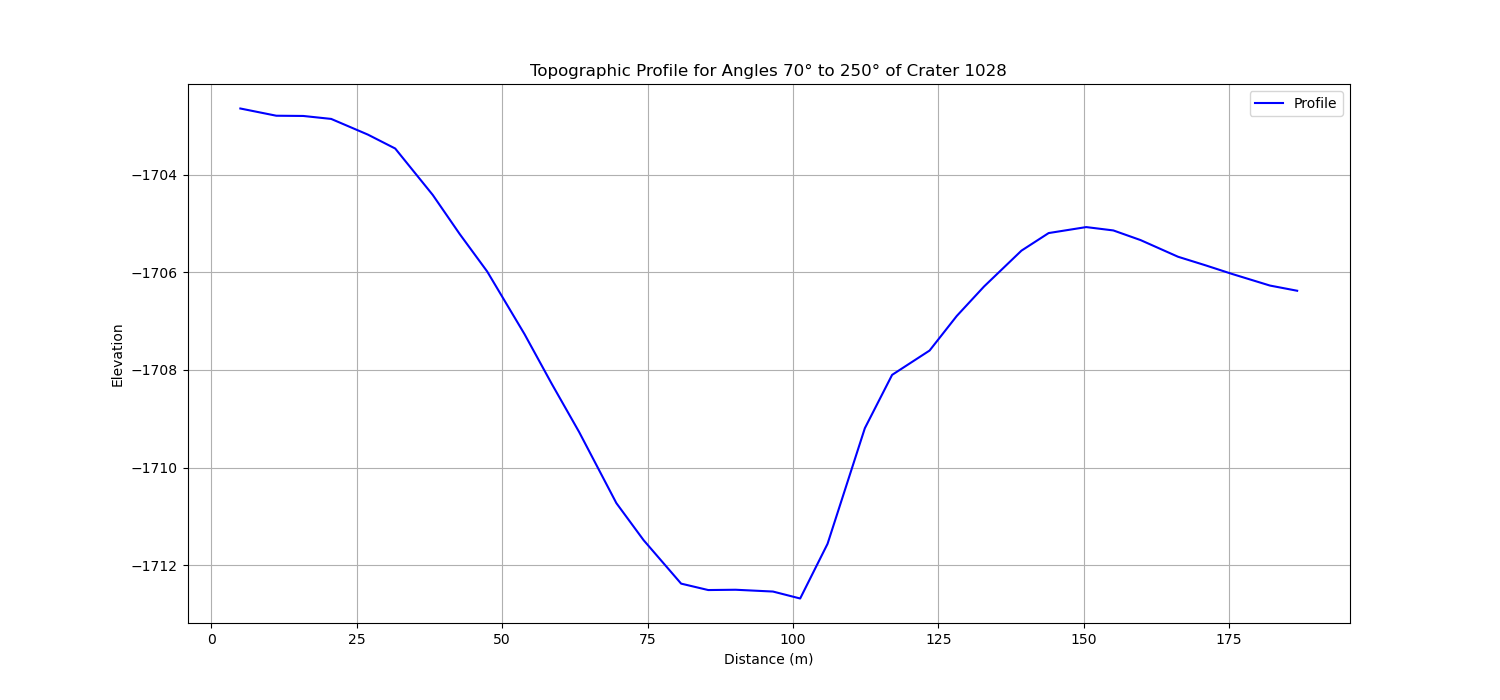 Topographic Profile for Angles 70° to 250° of Crater 1028
Profile
Elevation
−1704
−1706
−1708
−1710
−1712
0 25 50 75 100 125 150 175
Distance (m)